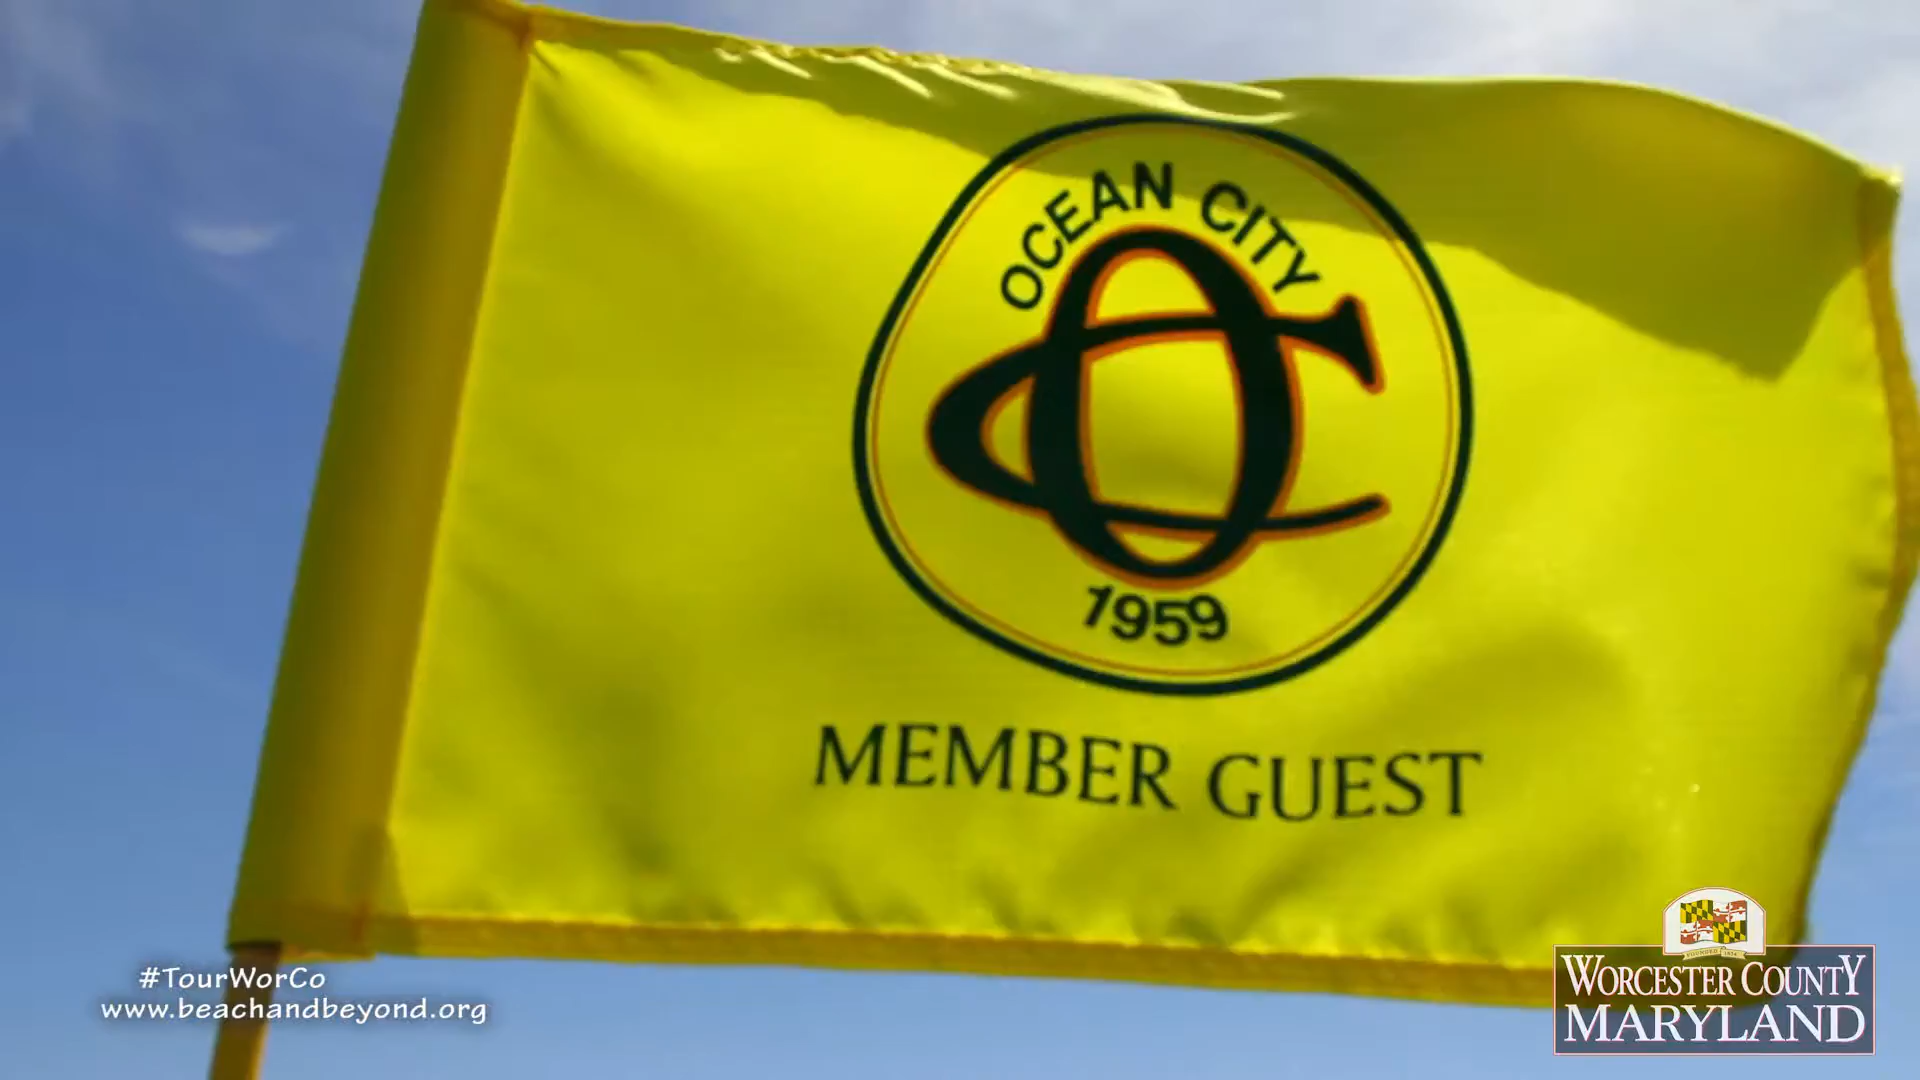 OCEAN CITY
OC
1959
MEMBER GUEST
#TourWorCo
www.beachandbeyond.org
WORCESTER COUNTY
MARYLAND